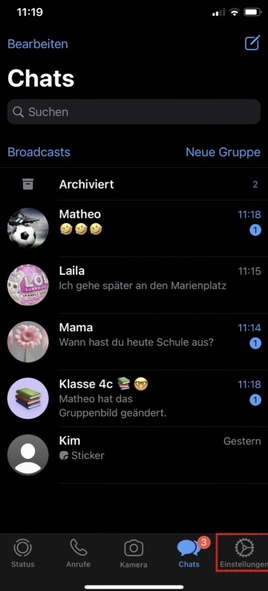 11:19
Bearbeiten
Chats
Suchen
Broadcasts Neue Gruppe
Archiviert 2
Matheo 11:18
🤣🤣🤣 1
Laila 11:15
Ich gehe später an den Marienplatz
Mama 11:14
Wann hast du heute Schule aus? 1
Klasse 4c 📚🤓 11:18
Matheo hat das 1
Gruppenbild geändert.
Kim Gestern
Sticker
3
Status Anrufe Kamera Chats Einstellungen